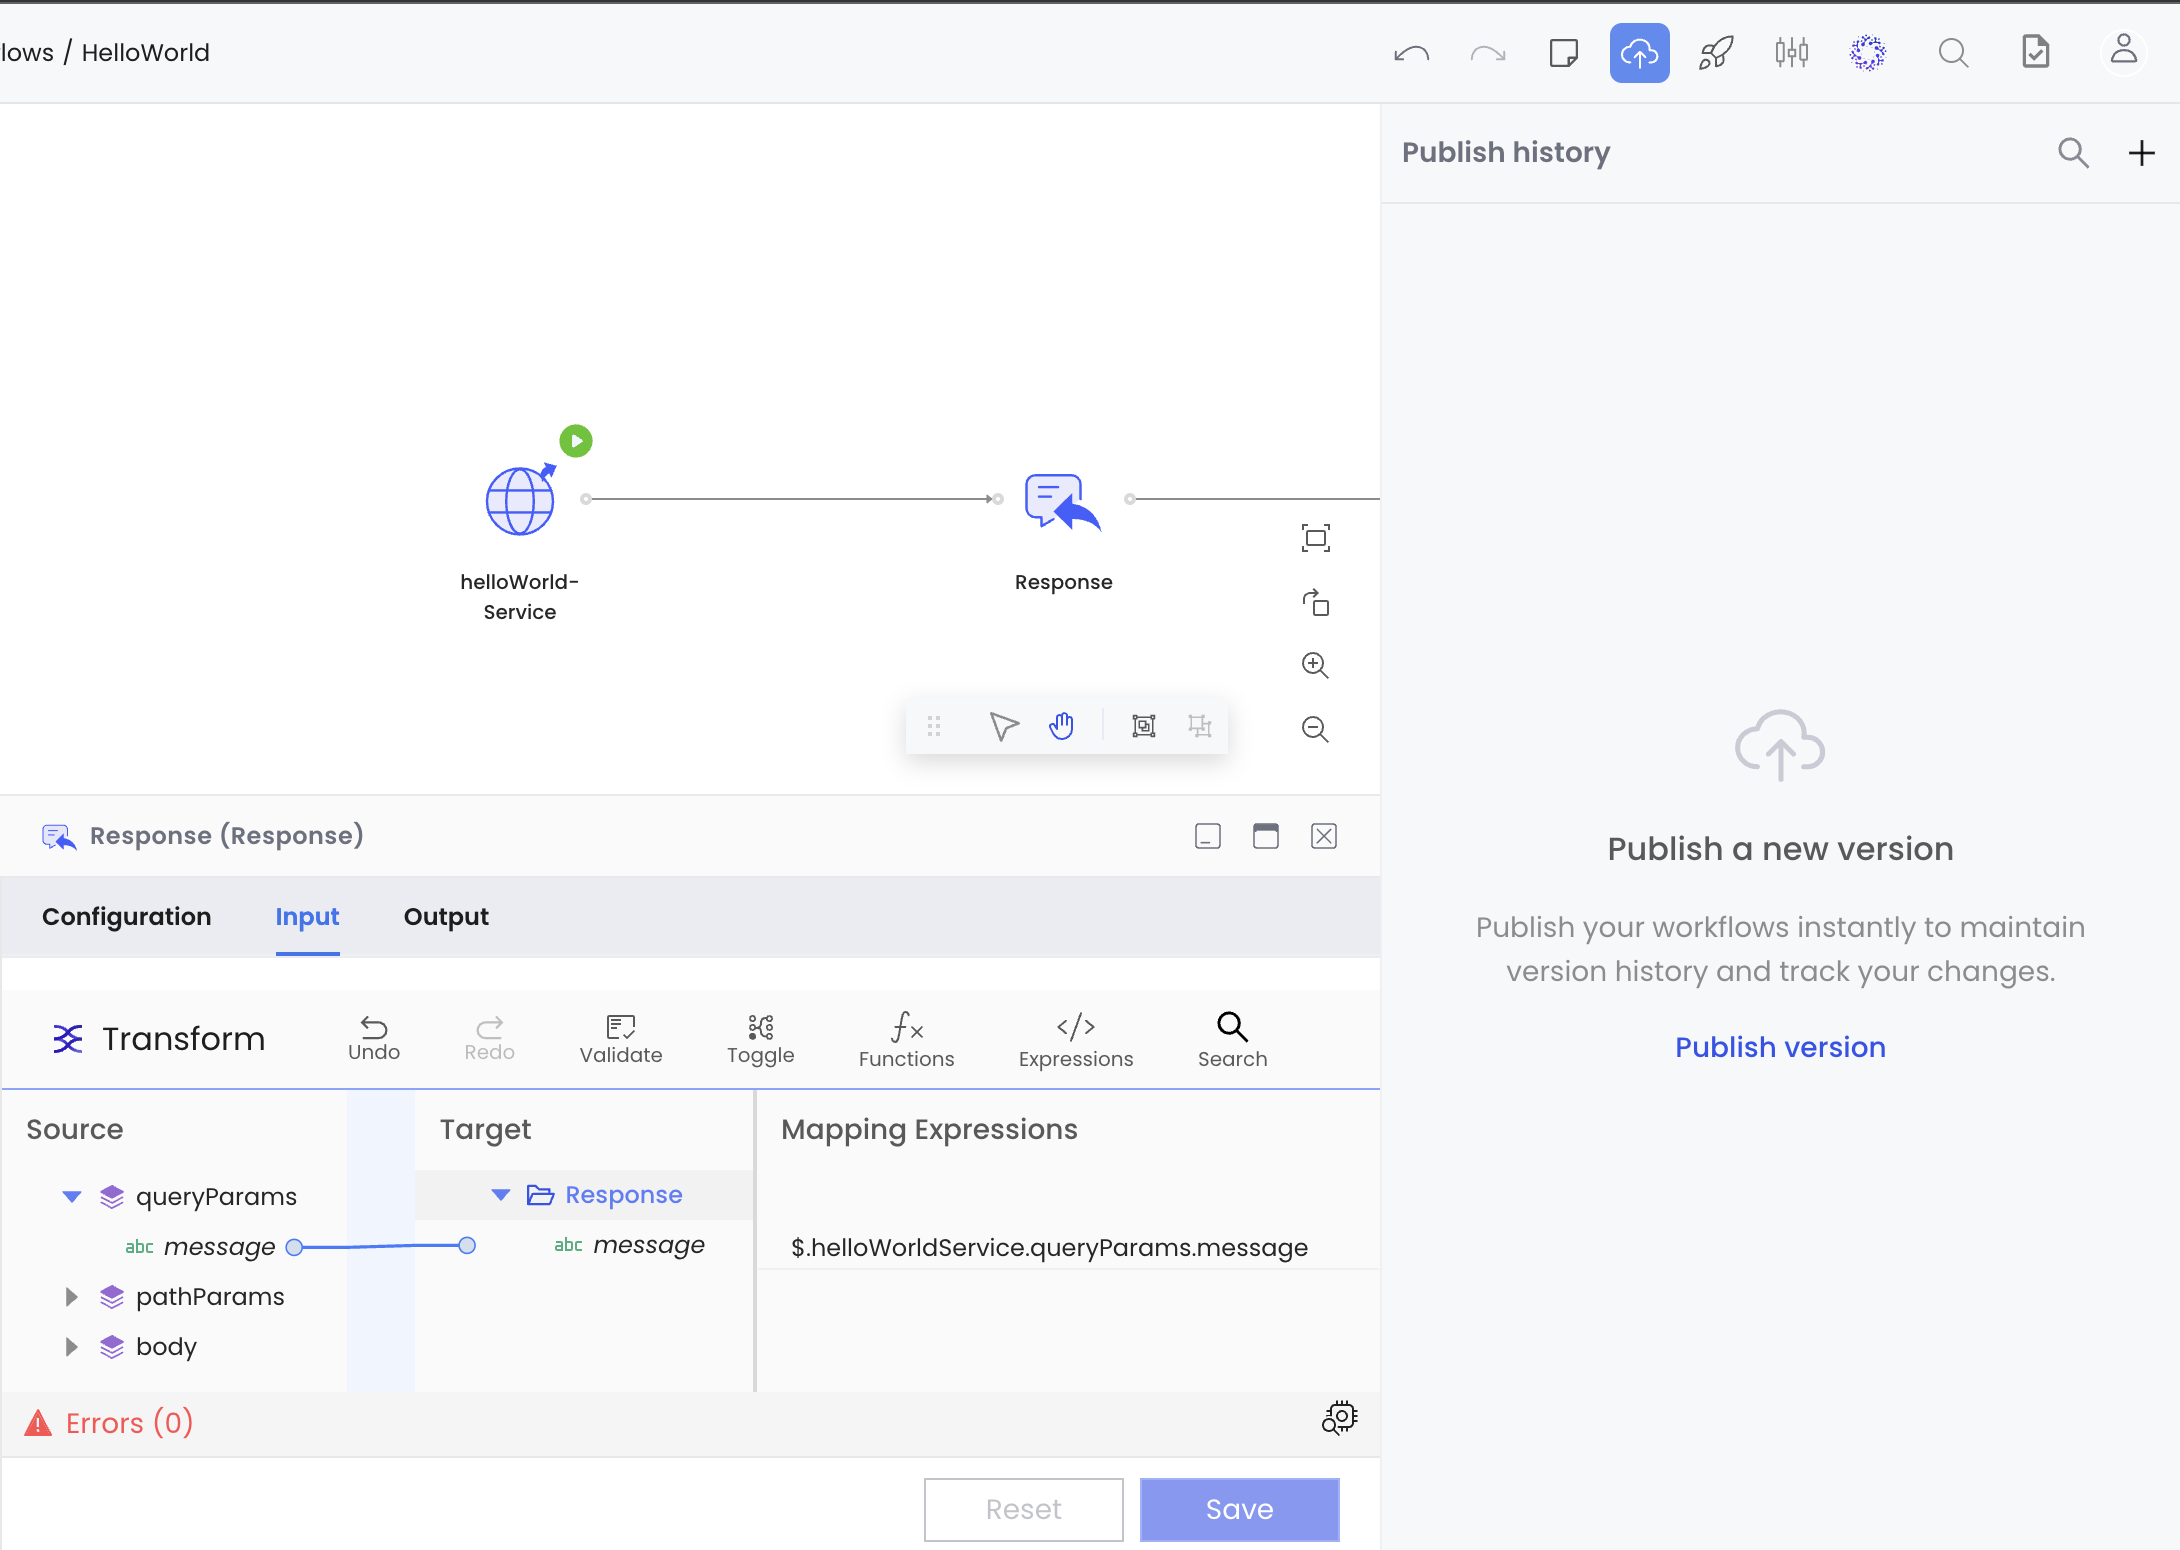 lows / HelloWorld
Publish history
helloWorld-
Service
Response
Publish a new version
Publish your workflows instantly to maintain
version history and track your changes.
Publish version
Response (Response)
Configuration
Input
Output
Transform
Undo
Redo
Validate
Toggle
Functions
Expressions
Search
Source
Target
Mapping Expressions
queryParams
Response
abc message
abc message
$.helloWorldService.queryParams.message
pathParams
body
Errors (0)
Reset
Save